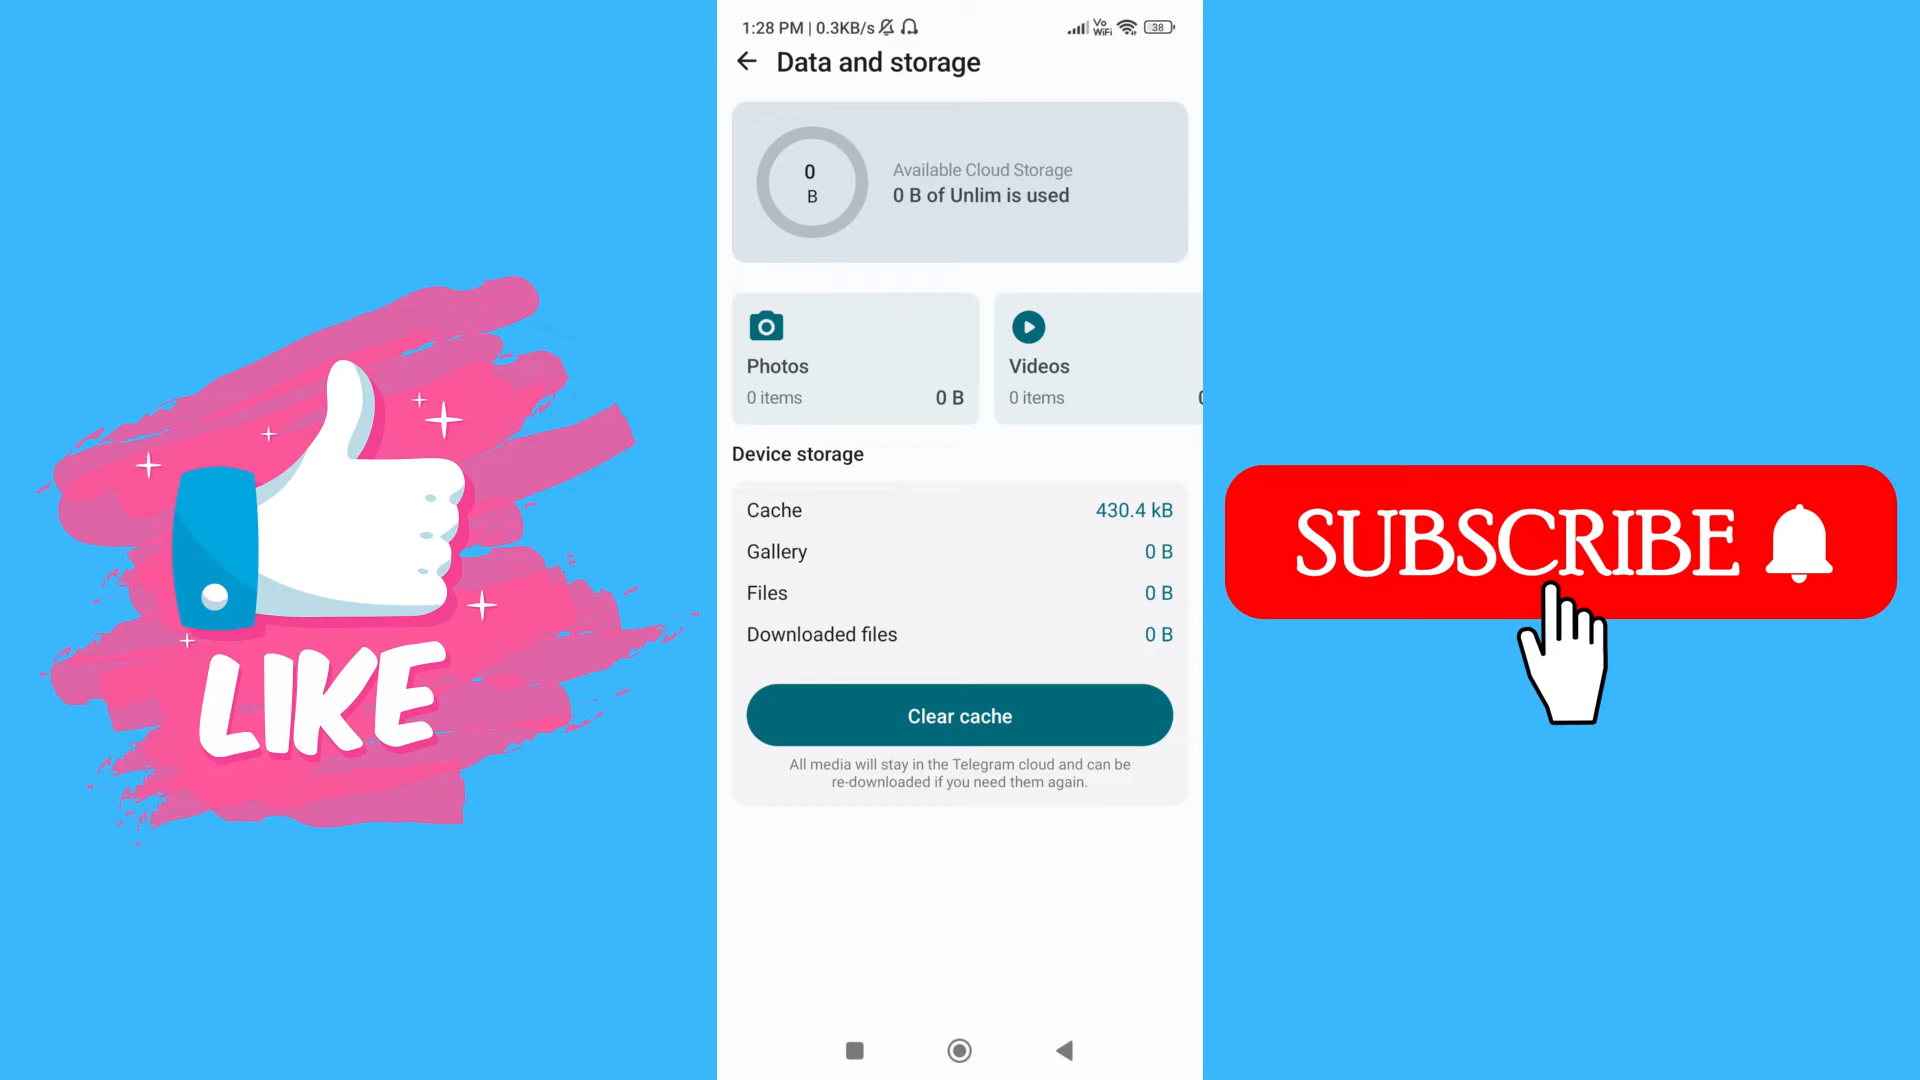 1:28 PM | 0.3KB/s
Vo
WiFi
38
Data and storage
0
B
Available Cloud Storage
0 B of Unlim is used
Photos
0 items
0 B
Videos
0 items
Device storage
Cache
430.4 kB
Gallery
0 B
Files
0 B
Downloaded files
0 B
Clear cache
All media will stay in the Telegram cloud and can be
re-downloaded if you need them again.
LIKE
SUBSCRIBE